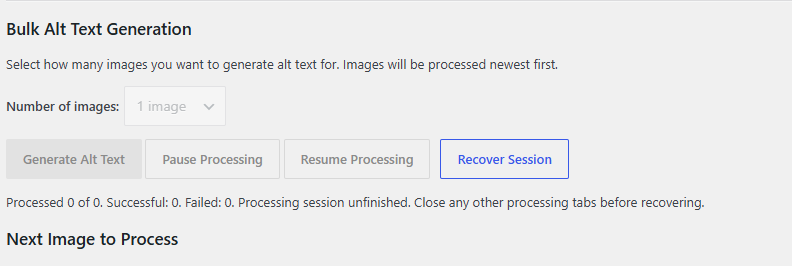 Bulk Alt Text Generation
Select how many images you want to generate alt text for. Images will be processed newest first.
Number of images: 1 image
Generate Alt Text Pause Processing Resume Processing Recover Session
Processed 0 of 0. Successful: 0. Failed: 0. Processing session unfinished. Close any other processing tabs before recovering.
Next Image to Process